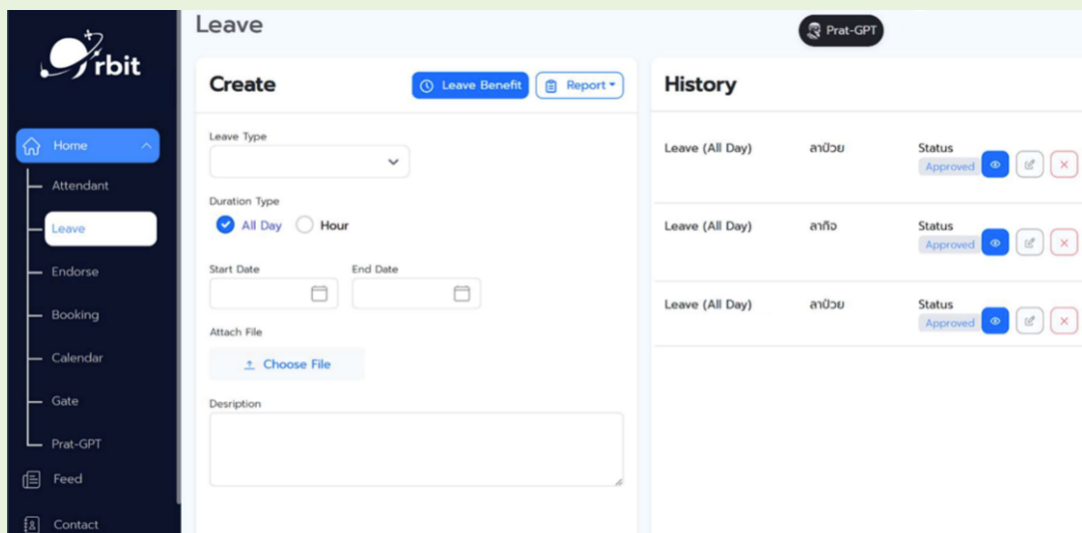 Orbit
Home
Attendant
Leave
Endorse
Booking
Calendar
Gate
Prat-GPT
Feed
Contact
Leave
Prat-GPT
Create
Leave Benefit
Report
Leave Type
Duration Type
All Day
Hour
Start Date
End Date
Attach File
Choose File
Desription
History
Leave (All Day)
ลาป่วย
Status
Approved
Leave (All Day)
ลากิจ
Status
Approved
Leave (All Day)
ลาป่วย
Status
Approved